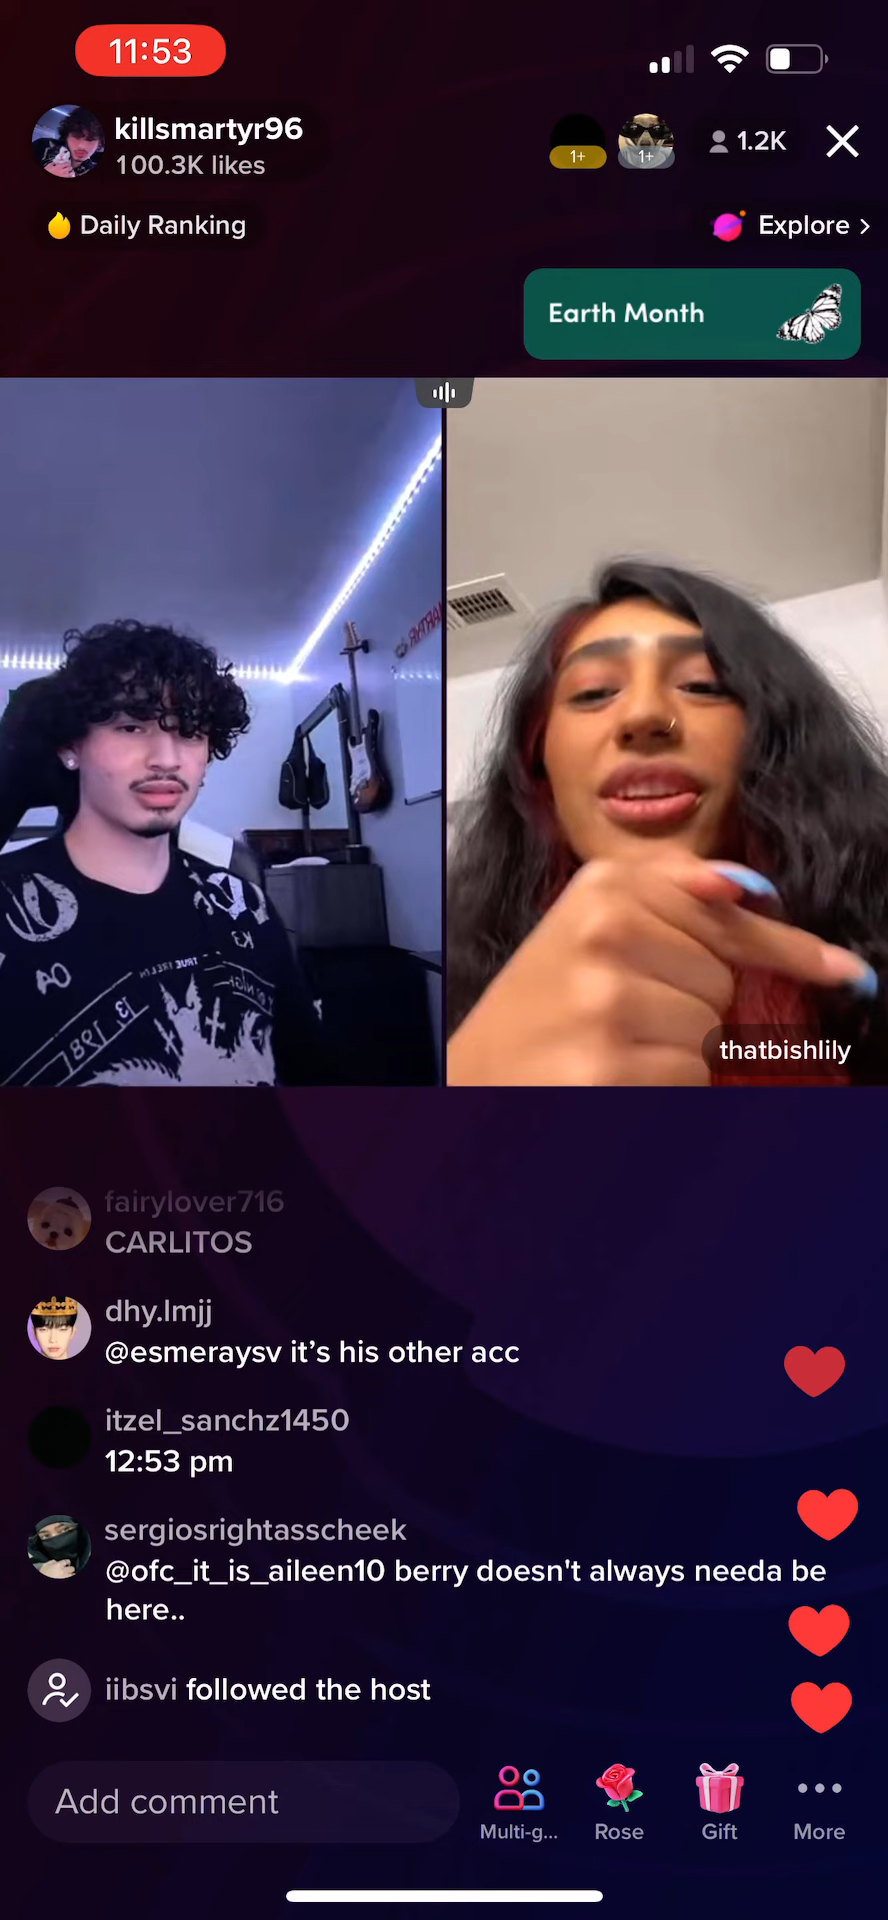 11:53
killsmartyr96
100.3K likes
1+
1+
1.2K
Daily Ranking
Explore >
Earth Month
thatbishlily
fairylover716
CARLITOS
dhy.lmjj
@esmeraysv it’s his other acc
itzel_sanchz1450
12:53 pm
sergiosrightasscheek
@ofc_it_is_aileen10 berry doesn't always needa be
here..
iibsvi followed the host
Add comment
Multi-g...
Rose
Gift
More